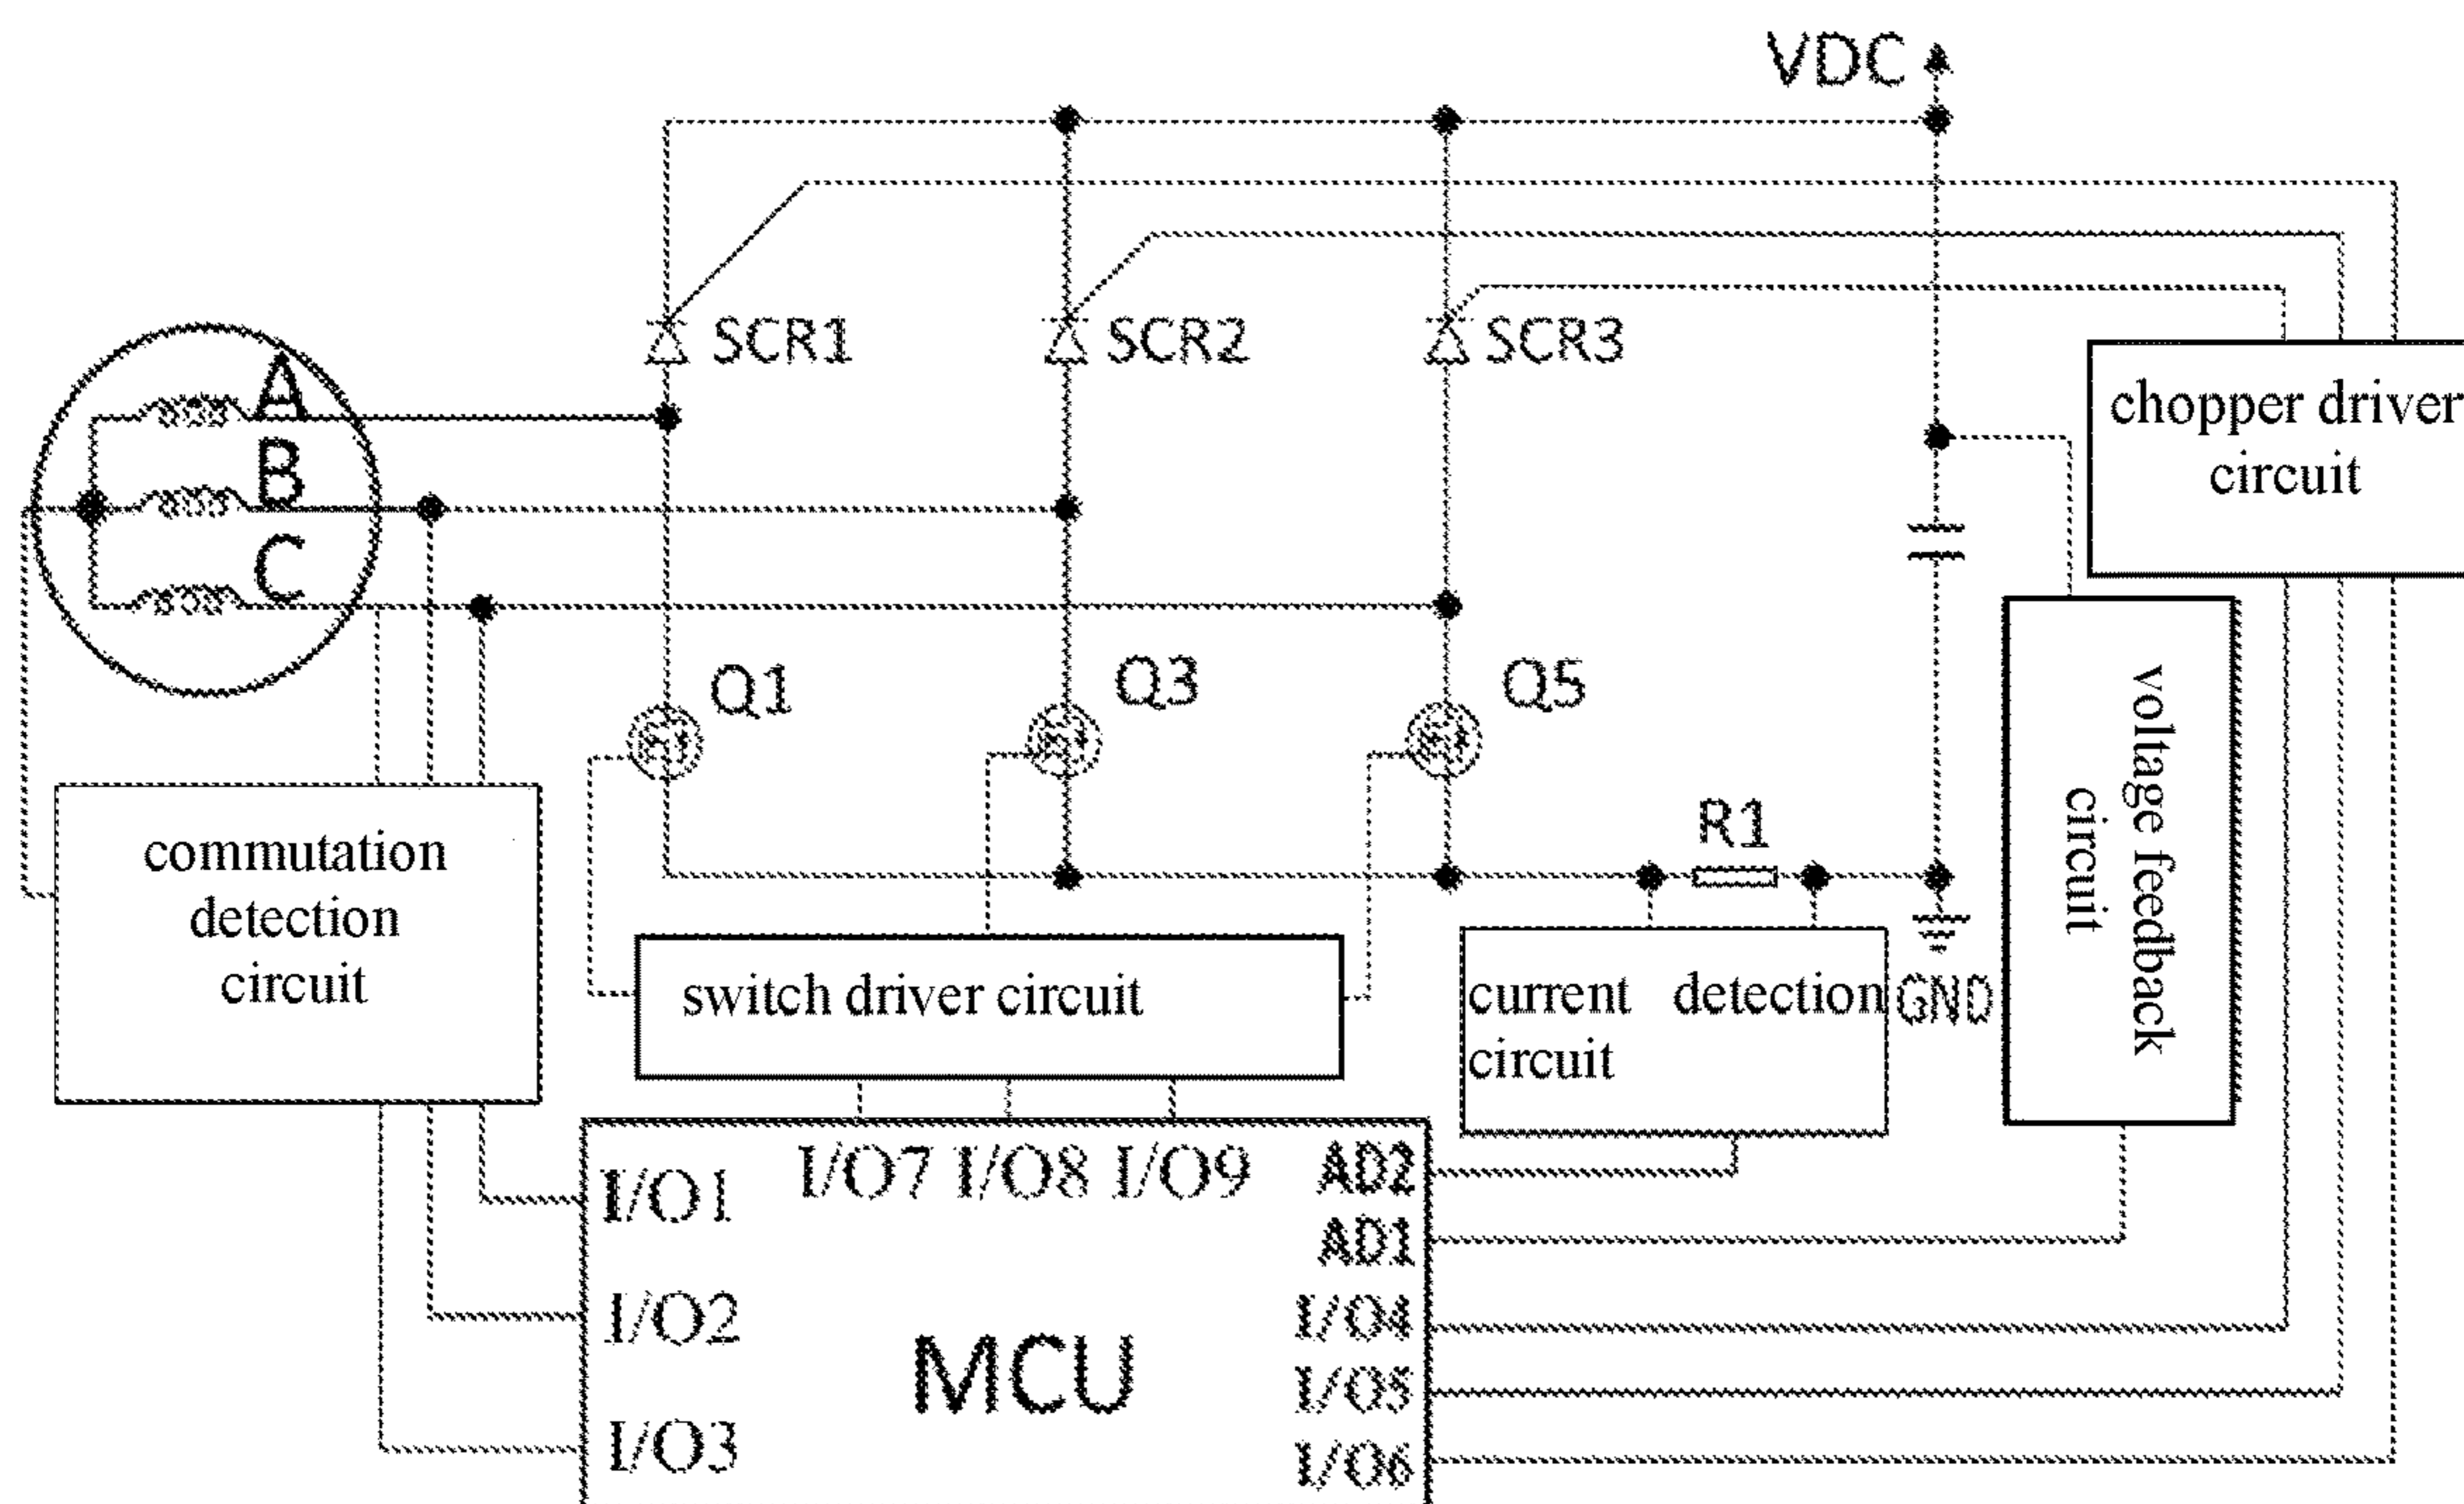 VDC
SCR1
SCR2
SCR3
A
B
C
chopper driver
circuit
Q1
Q3
Q5
R1
voltage feedback
circuit
commutation
detection
circuit
switch driver circuit
current detection
circuit
GND
I/O7 I/O8 I/O9
AD2
AD1
I/O1
I/O2
I/O3
MCU
I/O4
I/O5
I/O6